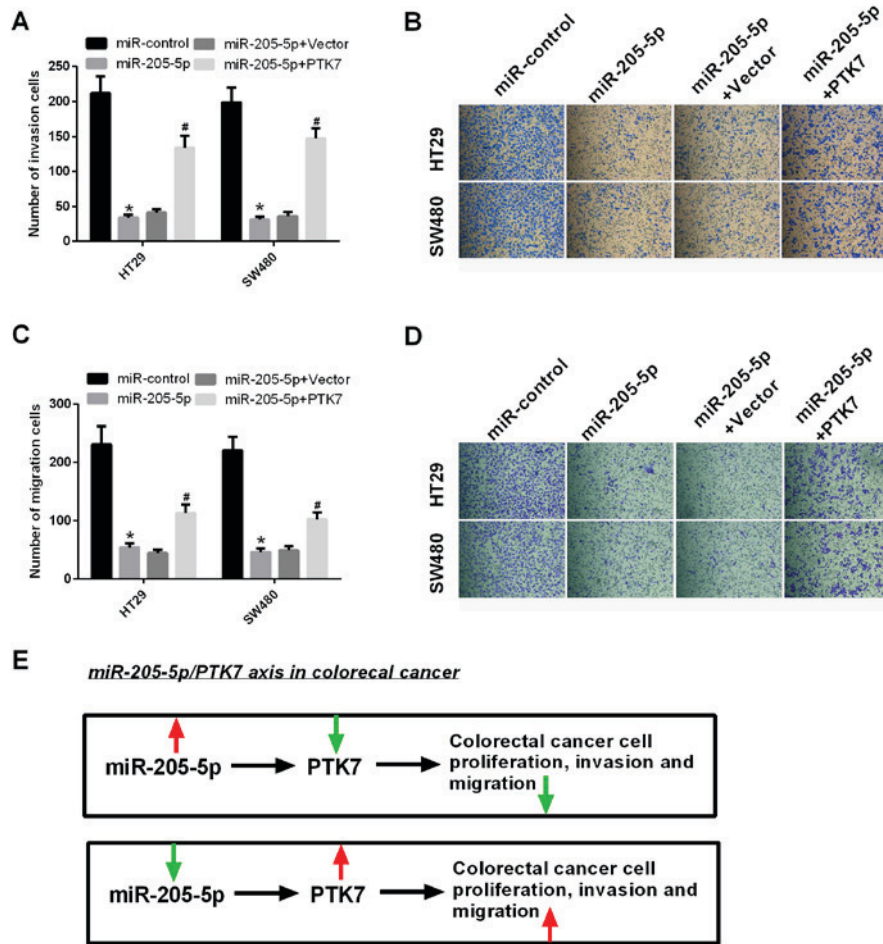 A
miR-control
miR-205-5p+Vector
miR-205-5p
miR-205-5p+PTK7
Number of invasion cells
250
200
150
100
50
0
*
#
*
#
HT29
SW480
B
miR-control
miR-205-5p
miR-205-5p
+Vector
miR-205-5p
+PTK7
HT29
SW480
C
miR-control
miR-205-5p+Vector
miR-205-5p
miR-205-5p+PTK7
Number of migration cells
300
200
100
0
*
#
*
#
HT29
SW480
D
miR-control
miR-205-5p
miR-205-5p
+Vector
miR-205-5p
+PTK7
HT29
SW480
E
miR-205-5p/PTK7 axis in colorecal cancer
miR-205-5p
PTK7
Colorectal cancer cell
proliferation, invasion and
migration
miR-205-5p
PTK7
Colorectal cancer cell
proliferation, invasion and
migration